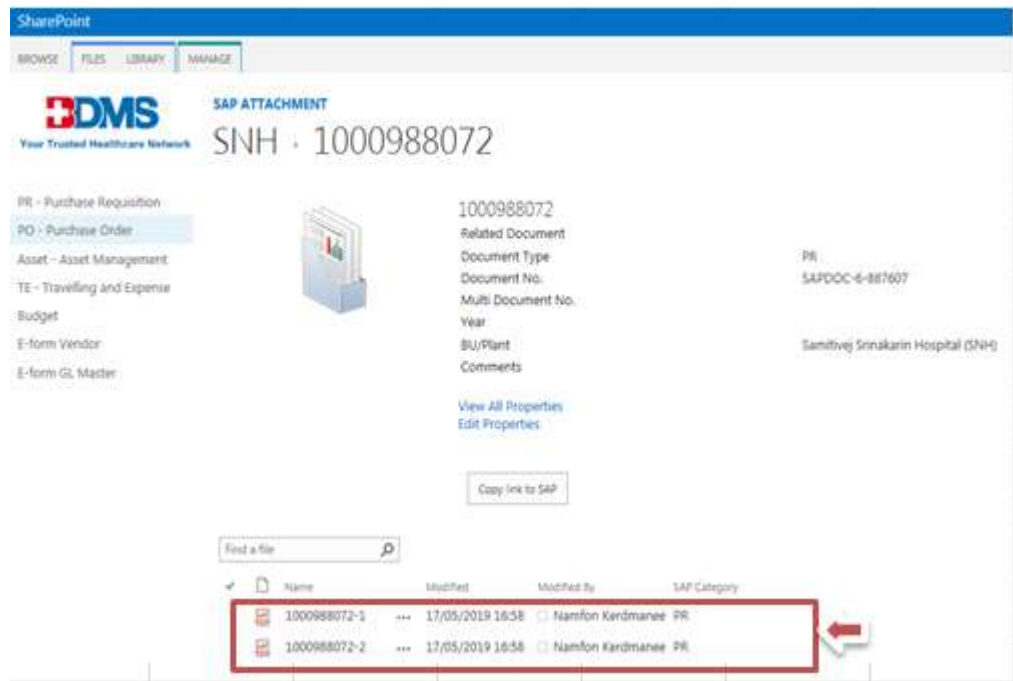 SharePoint
BROWSE FILES LIBRARY MANAGE
BDMS
Your Trusted Healthcare Network
SAP ATTACHMENT
SNH › 1000988072
PR - Purchase Requisition
PO - Purchase Order
Asset - Asset Management
TE - Travelling and Expense
Budget
E-form Vendor
E-form GL Master
1000988072
Related Document
Document Type PR
Document No. SAPDOC-6-887607
Multi Document No.
Year
BU/Plant Samitivej Srinakarin Hospital (SNH)
Comments
View All Properties
Edit Properties
Copy link to SAP
Find a file
Name Modified Modified By SAP Category
1000988072-1 ... 17/05/2019 16:58 Namfon Kerdmanee PR
1000988072-2 ... 17/05/2019 16:58 Namfon Kerdmanee PR